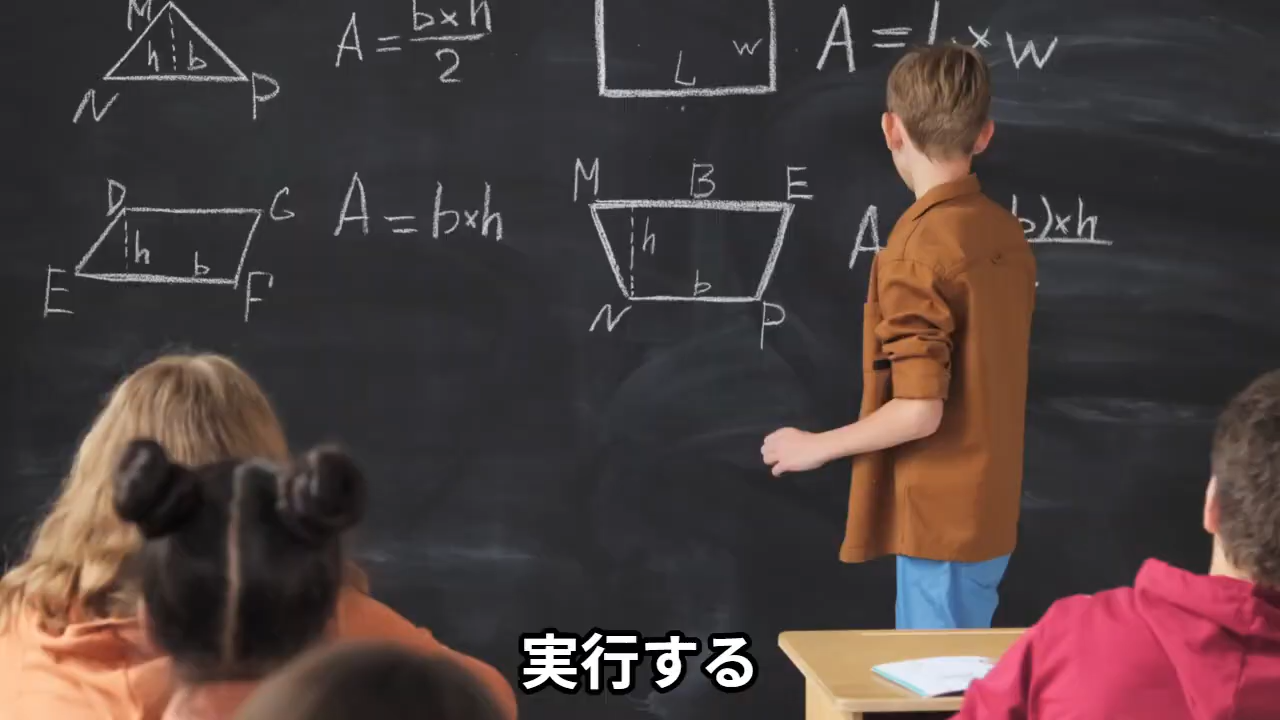 M
h b
N P
A = b×h
2
L w
A = L × w
D G
h
b
E F
A = b×h
M B E
h
b
N P
A b)×h
実行する